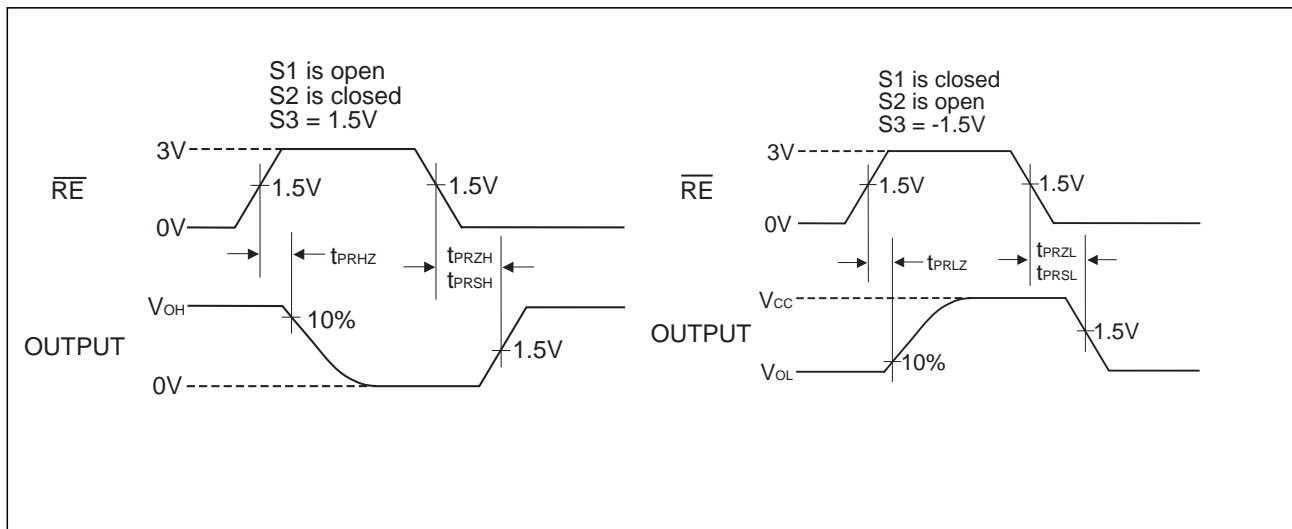 S1 is open
S2 is closed
S3 = 1.5V
3V
RE
1.5V
1.5V
0V
tPRHZ
tPRZH
tPRSH
VOH
10%
OUTPUT
1.5V
0V
S1 is closed
S2 is open
S3 = -1.5V
3V
RE
1.5V
1.5V
0V
tPRLZ
tPRZL
tPRSL
VCC
OUTPUT
1.5V
10%
VOL